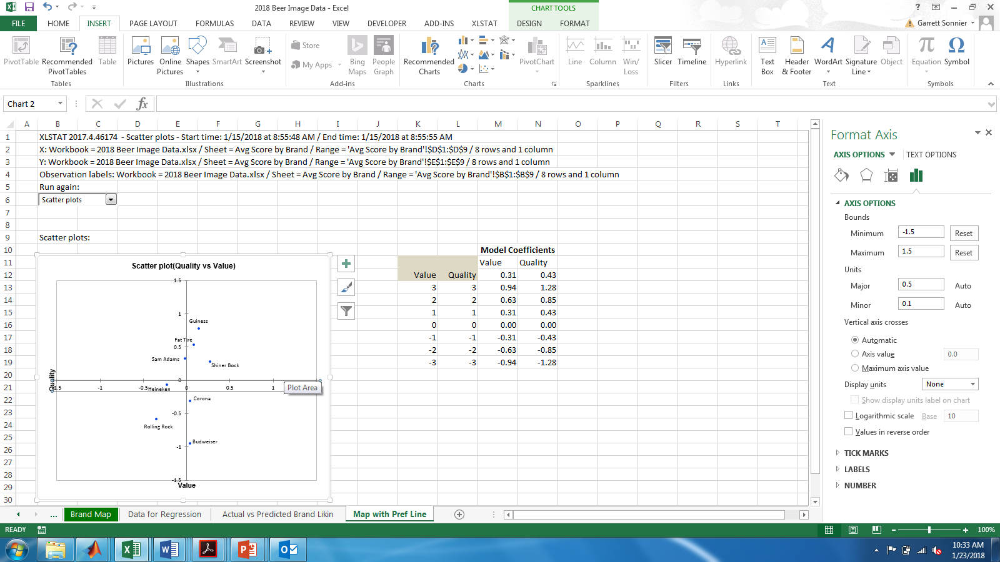 2018 Beer Image Data - Excel
CHART TOOLS
?
FILE HOME INSERT PAGE LAYOUT FORMULAS DATA REVIEW VIEW DEVELOPER ADD-INS XLSTAT DESIGN FORMAT
Garrett Sonnier
PivotTable
Recommended
PivotTables
Table
Tables
Pictures
Online
Pictures
Shapes
SmartArt
Screenshot
Illustrations
Store
My Apps
Bing
Maps
People
Graph
Add-ins
Recommended
Charts
PivotChart
Charts
Line
Column
Win/
Loss
Sparklines
Slicer
Timeline
Filters
Hyperlink
Links
Text
Box
Header
& Footer
WordArt
Signature
Line
Object
Text
Equation
Symbol
Symbols
Chart 2
fx
A B C D E F G H I J K L M N O P Q R S T
1 XLSTAT 2017.4.46174 - Scatter plots - Start time: 1/15/2018 at 8:55:48 AM / End time: 1/15/2018 at 8:55:55 AM
2 X: Workbook = 2018 Beer Image Data.xlsx / Sheet = Avg Score by Brand / Range = 'Avg Score by Brand'!$D$1:$D$9 / 8 rows and 1 column
3 Y: Workbook = 2018 Beer Image Data.xlsx / Sheet = Avg Score by Brand / Range = 'Avg Score by Brand'!$E$1:$E$9 / 8 rows and 1 column
4 Observation labels: Workbook = 2018 Beer Image Data.xlsx / Sheet = Avg Score by Brand / Range = 'Avg Score by Brand'!$B$1:$B$9 / 8 rows and 1 column
5 Run again:
6 Scatter plots
7
8
9 Scatter plots:
10 Model Coefficients
11 Value Quality
12 Value Quality 0.31 0.43
13 3 3 0.94 1.28
14 2 2 0.63 0.85
15 1 1 0.31 0.43
16 0 0 0.00 0.00
17 -1 -1 -0.31 -0.43
18 -2 -2 -0.63 -0.85
19 -3 -3 -0.94 -1.28
20
21
22
23
24
25
26
27
28
29
30
Scatter plot(Quality vs Value)
1.5
1
Guiness
Fat Tire
0.5
Sam Adams
Shiner Bock
0
Quality
-1.5 -1 -0.5 0 0.5 1
Heineken
Plot Area
Corona
-0.5
Rolling Rock
Budweiser
-1
-1.5
Value
Format Axis
AXIS OPTIONS TEXT OPTIONS
AXIS OPTIONS
Bounds
Minimum -1.5 Reset
Maximum 1.5 Reset
Units
Major 0.5 Auto
Minor 0.1 Auto
Vertical axis crosses
Automatic
Axis value 0.0
Maximum axis value
Display units None
Show display units label on chart
Logarithmic scale Base 10
Values in reverse order
TICK MARKS
LABELS
NUMBER
... Brand Map Data for Regression Actual vs Predicted Brand Likin Map with Pref Line
READY
100%
10:33 AM
1/23/2018